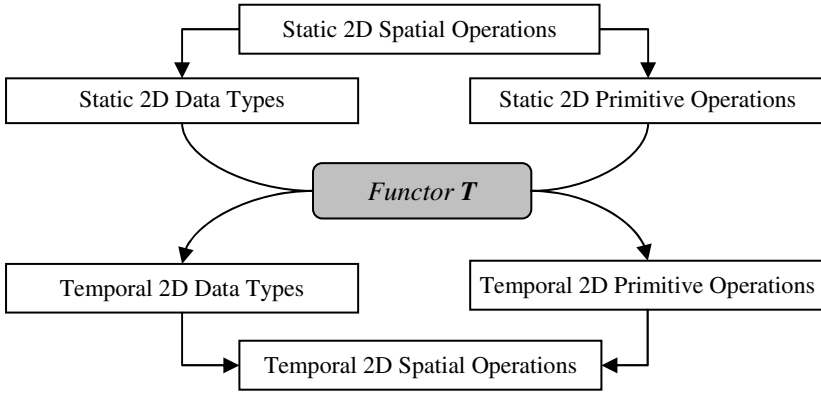 Static 2D Spatial Operations
Static 2D Data Types
Static 2D Primitive Operations
Functor T
Temporal 2D Data Types
Temporal 2D Primitive Operations
Temporal 2D Spatial Operations